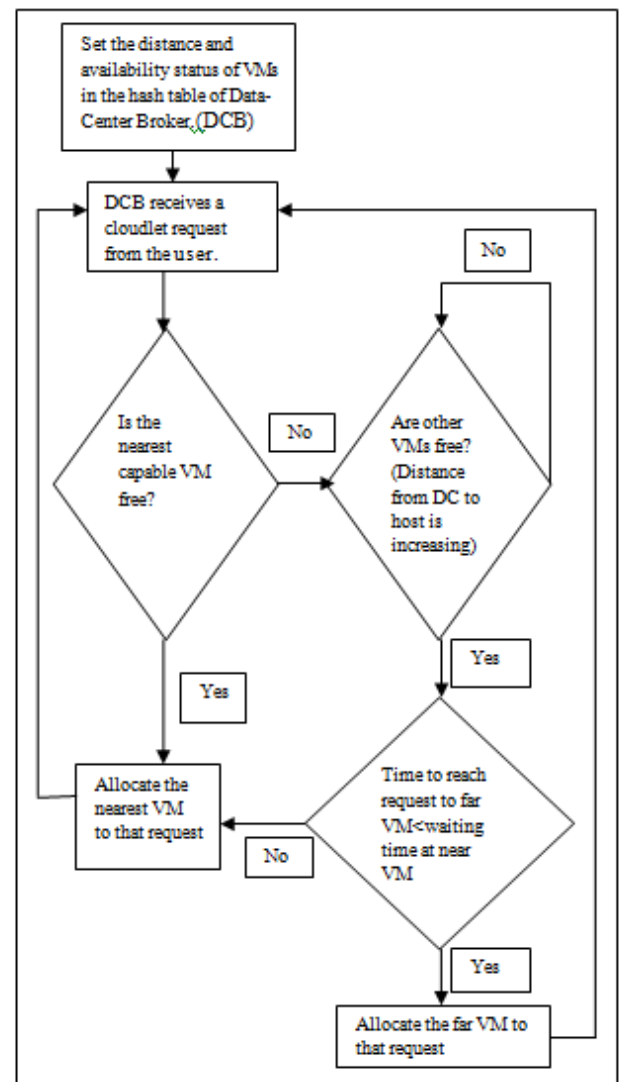 Set the distance and
availability status of VMs
in the hash table of Data-
Center Broker.(DCB)
DCB receives a
cloudlet request
from the user.
No
Is the
nearest
capable VM
free?
No
Are other
VMs free?
(Distance
from DC to
host is
increasing)
Yes
Yes
Allocate the
nearest VM
to that request
Time to reach
request to far
VM<waiting
time at near
VM
No
Yes
Allocate the far VM to
that request